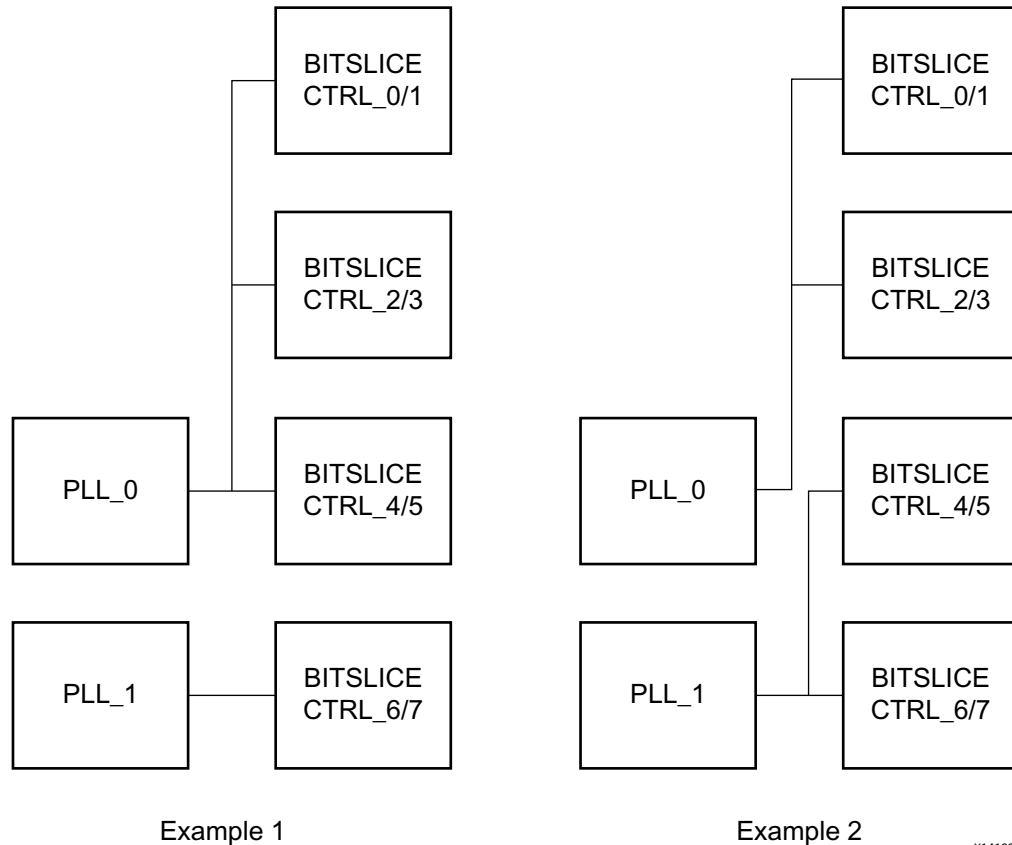 BITSLICE
CTRL_0/1
BITSLICE
CTRL_0/1
BITSLICE
CTRL_2/3
BITSLICE
CTRL_2/3
PLL_0
BITSLICE
CTRL_4/5
PLL_0
BITSLICE
CTRL_4/5
PLL_1
BITSLICE
CTRL_6/7
PLL_1
BITSLICE
CTRL_6/7
Example 1
Example 2